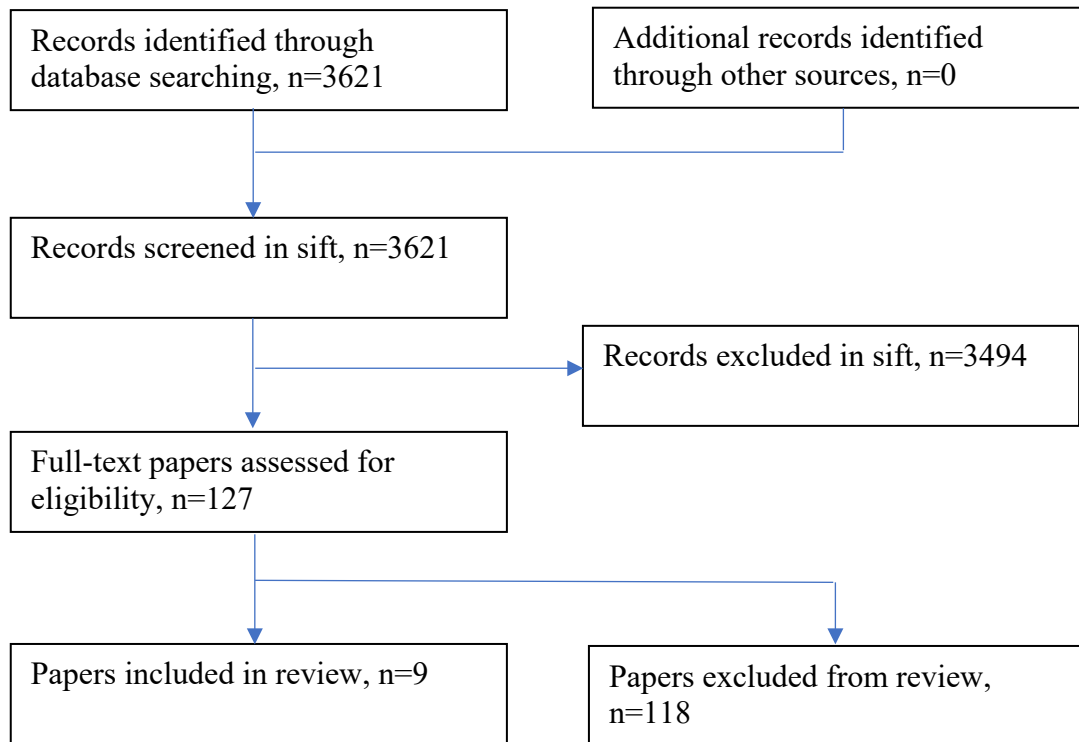 Records identified through
database searching, n=3621
Additional records identified
through other sources, n=0
Records screened in sift, n=3621
Records excluded in sift, n=3494
Full-text papers assessed for
eligibility, n=127
Papers included in review, n=9
Papers excluded from review,
n=118